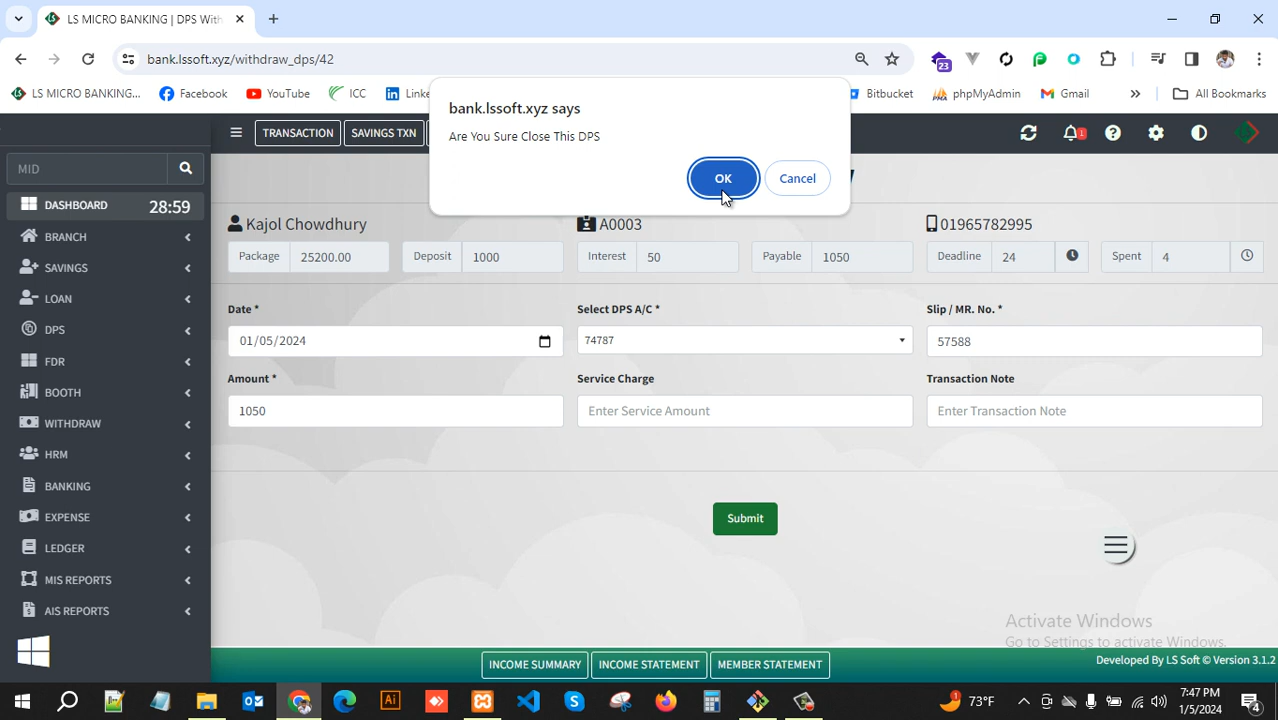 LS MICRO BANKING | DPS With
bank.lssoft.xyz/withdraw_dps/42
23
LS MICRO BANKING...
Facebook
YouTube
ICC
Linke
Bitbucket
phpMyAdmin
Gmail
All Bookmarks
bank.lssoft.xyz says
Are You Sure Close This DPS
OK
Cancel
TRANSACTION
SAVINGS TXN
1
MID
DASHBOARD
28:59
BRANCH
SAVINGS
LOAN
DPS
FDR
BOOTH
WITHDRAW
HRM
BANKING
EXPENSE
LEDGER
MIS REPORTS
AIS REPORTS
Kajol Chowdhury
A0003
01965782995
Package 25200.00
Deposit 1000
Interest 50
Payable 1050
Deadline 24
Spent 4
Date *
Select DPS A/C *
Slip / MR. No. *
01/05/2024
74787
57588
Amount *
Service Charge
Transaction Note
1050
Enter Service Amount
Enter Transaction Note
Submit
Activate Windows
Go to Settings to activate Windows.
INCOME SUMMARY
INCOME STATEMENT
MEMBER STATEMENT
Developed By LS Soft © Version 3.1.2
Ai
1
73°F
7:47 PM
1/5/2024
4